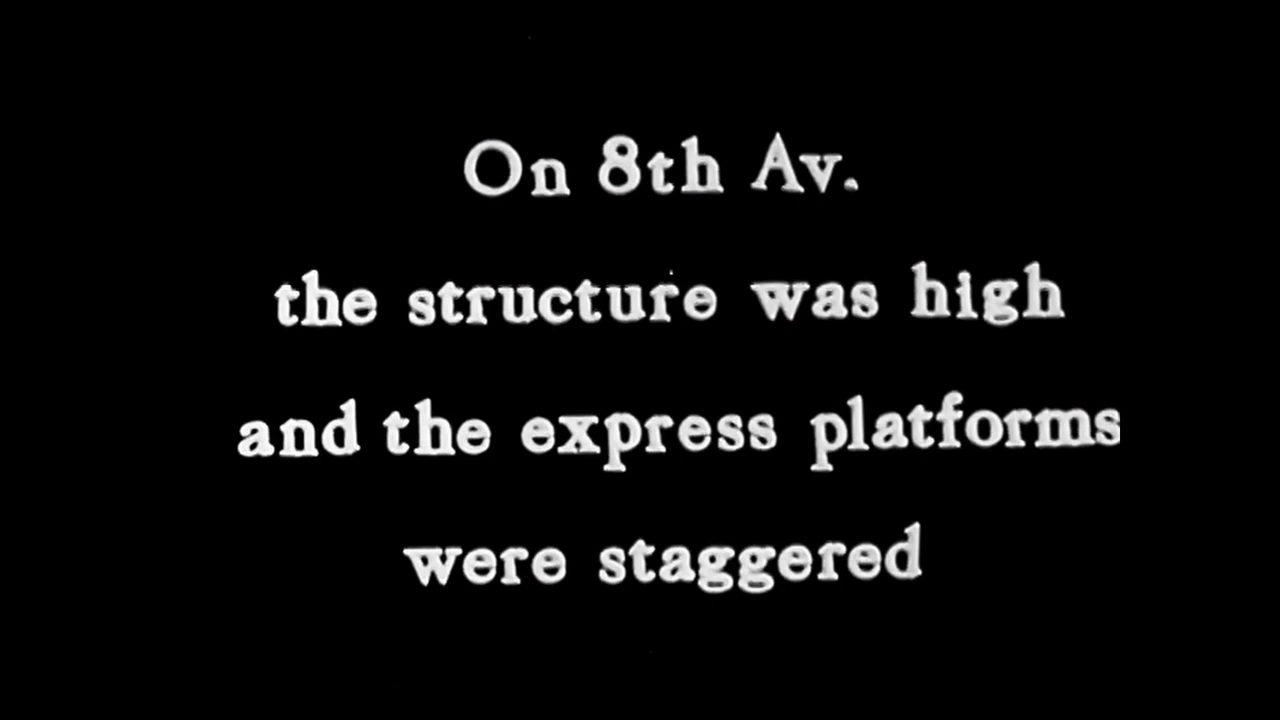 On 8th Av.
the structure was high
and the express platforms
were staggered